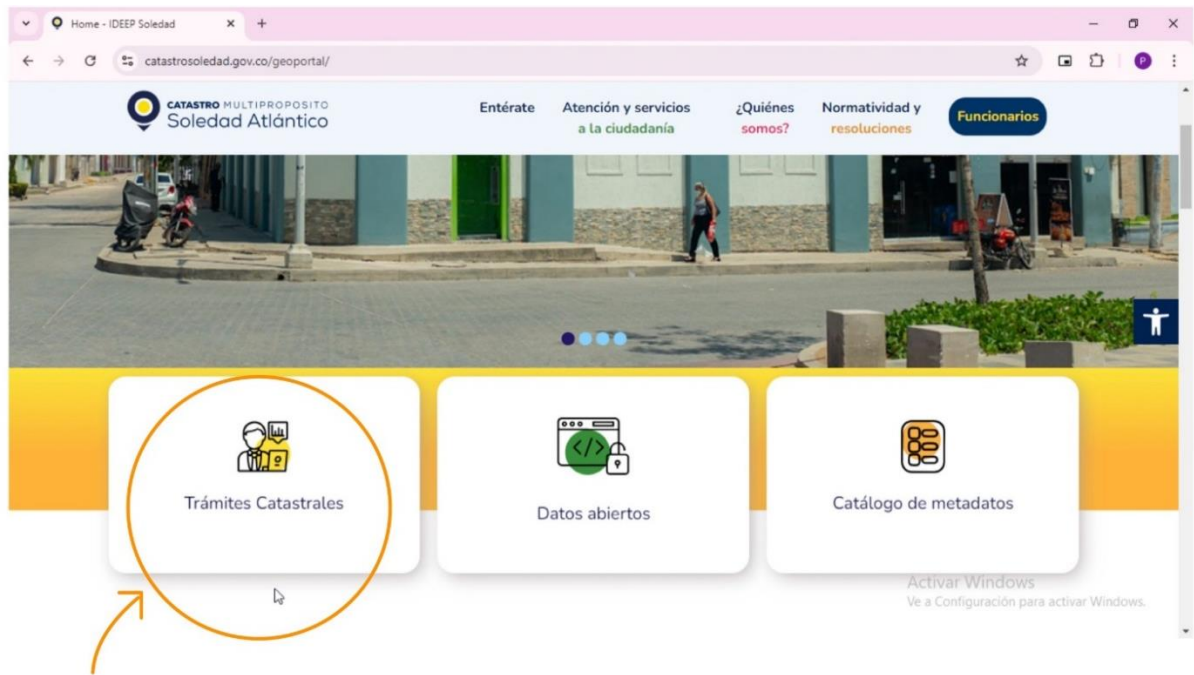 Home - IDEEP Soledad
catastrosoledad.gov.co/geoportal/
P
CATASTRO MULTIPROPOSITO
Soledad Atlántico
Entérate
Atención y servicios
a la ciudadanía
¿Quiénes
somos?
Normatividad y
resoluciones
Funcionarios
Trámites Catastrales
Datos abiertos
Catálogo de metadatos
Activar Windows
Ve a Configuración para activar Windows.